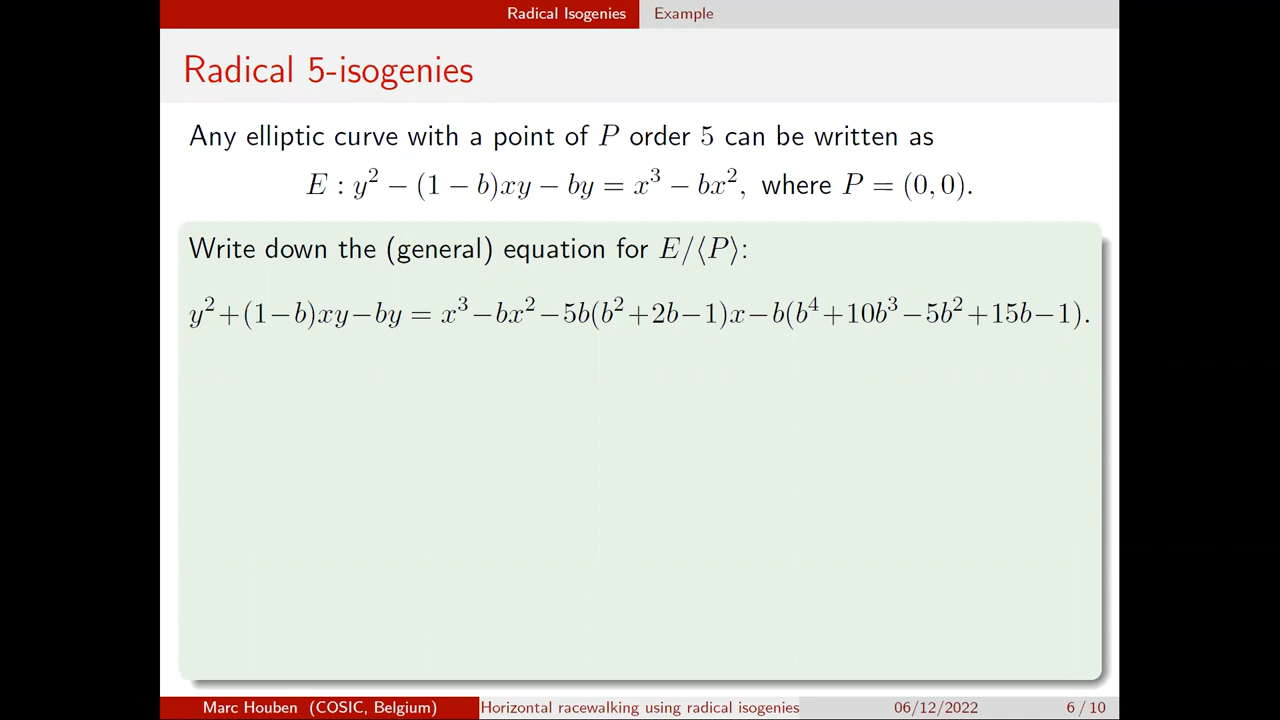 Radical Isogenies Example
Radical 5-isogenies
Any elliptic curve with a point of P order 5 can be written as
E : y² − (1 − b)xy − by = x³ − bx², where P = (0, 0).
Write down the (general) equation for E/⟨P⟩:
y²+(1−b)xy−by = x³−bx²−5b(b²+2b−1)x−b(b⁴+10b³−5b²+15b−1).
Marc Houben (COSIC, Belgium) Horizontal racewalking using radical isogenies 06/12/2022 6 / 10